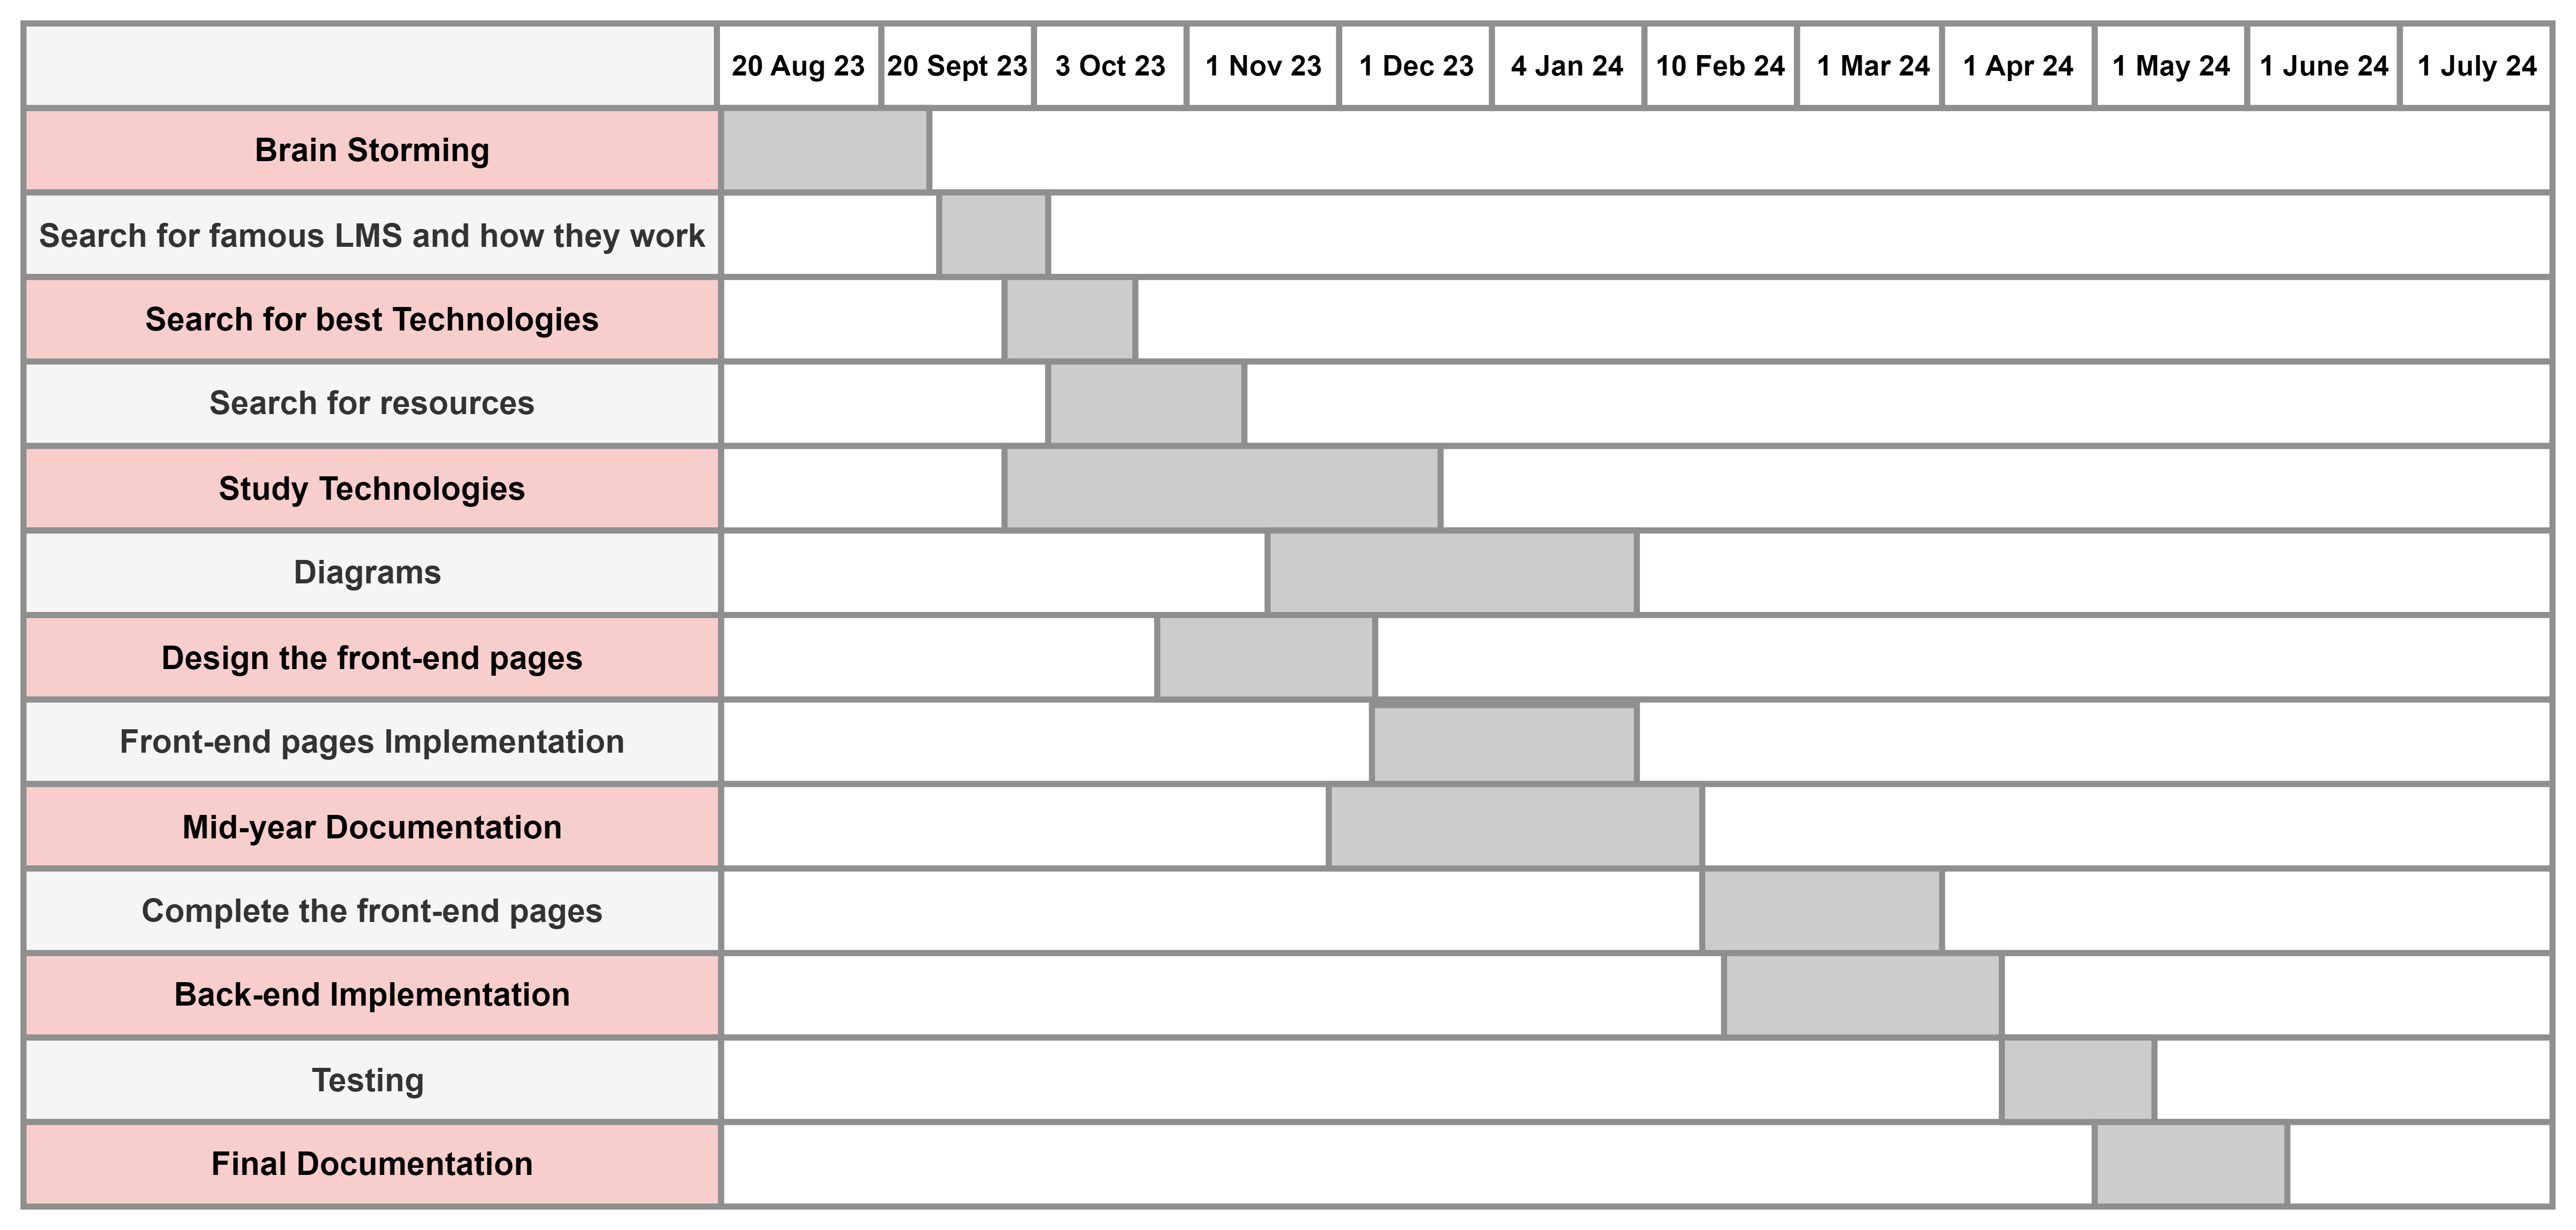 20 Aug 23 20 Sept 23 3 Oct 23 1 Nov 23 1 Dec 23 4 Jan 24 10 Feb 24 1 Mar 24 1 Apr 24 1 May 24 1 June 24 1 July 24
Brain Storming
Search for famous LMS and how they work
Search for best Technologies
Search for resources
Study Technologies
Diagrams
Design the front-end pages
Front-end pages Implementation
Mid-year Documentation
Complete the front-end pages
Back-end Implementation
Testing
Final Documentation